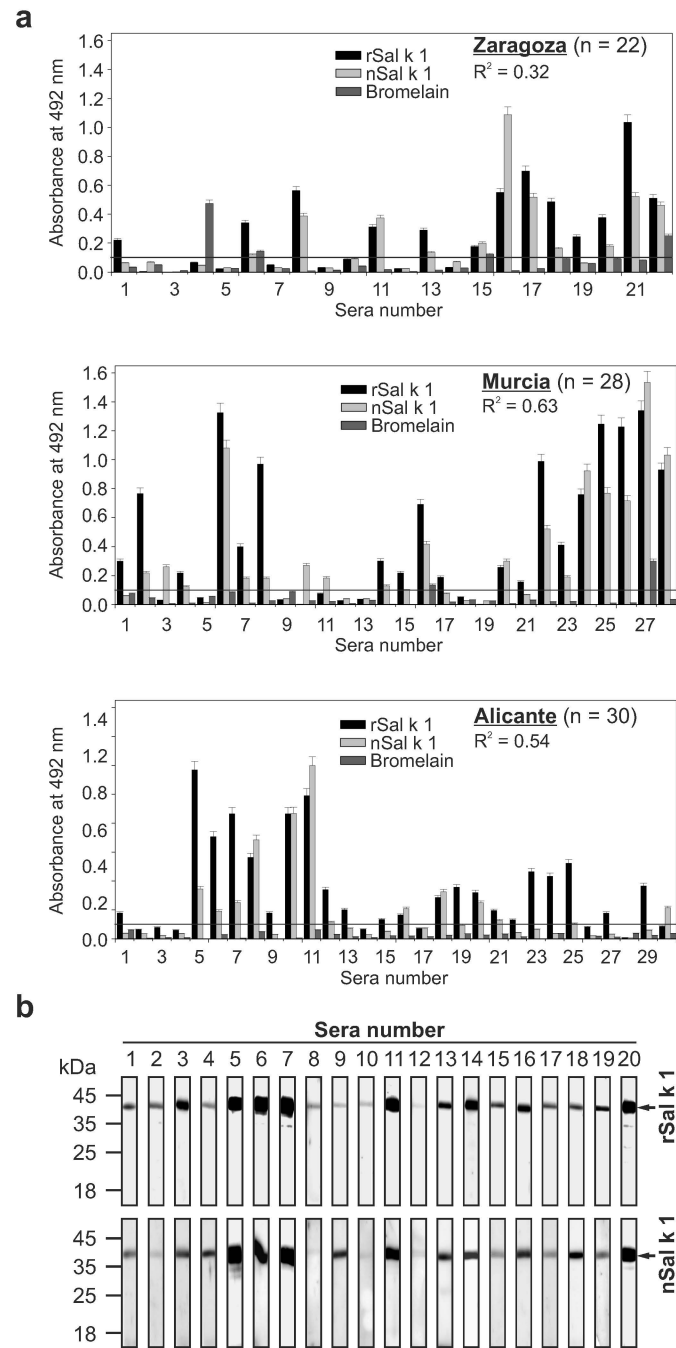 a
Zaragoza (n = 22)
R² = 0.32
rSal k 1
nSal k 1
Bromelain
Absorbance at 492 nm
1.6
1.4
1.2
1.0
0.8
0.6
0.4
0.2
0.0
1 3 5 7 9 11 13 15 17 19 21
Sera number
Murcia (n = 28)
R² = 0.63
rSal k 1
nSal k 1
Bromelain
Absorbance at 492 nm
1.6
1.4
1.2
1.0
0.8
0.6
0.4
0.2
0.0
1 3 5 7 9 11 13 15 17 19 21 23 25 27
Sera number
Alicante (n = 30)
R² = 0.54
rSal k 1
nSal k 1
Bromelain
Absorbance at 492 nm
1.4
1.2
0.8
0.6
0.4
0.2
0.0
1 3 5 7 9 11 13 15 17 19 21 23 25 27 29
Sera number
b
Sera number
kDa
1 2 3 4 5 6 7 8 9 10 11 12 13 14 15 16 17 18 19 20
45
35
25
18
rSal k 1
45
35
25
18
nSal k 1